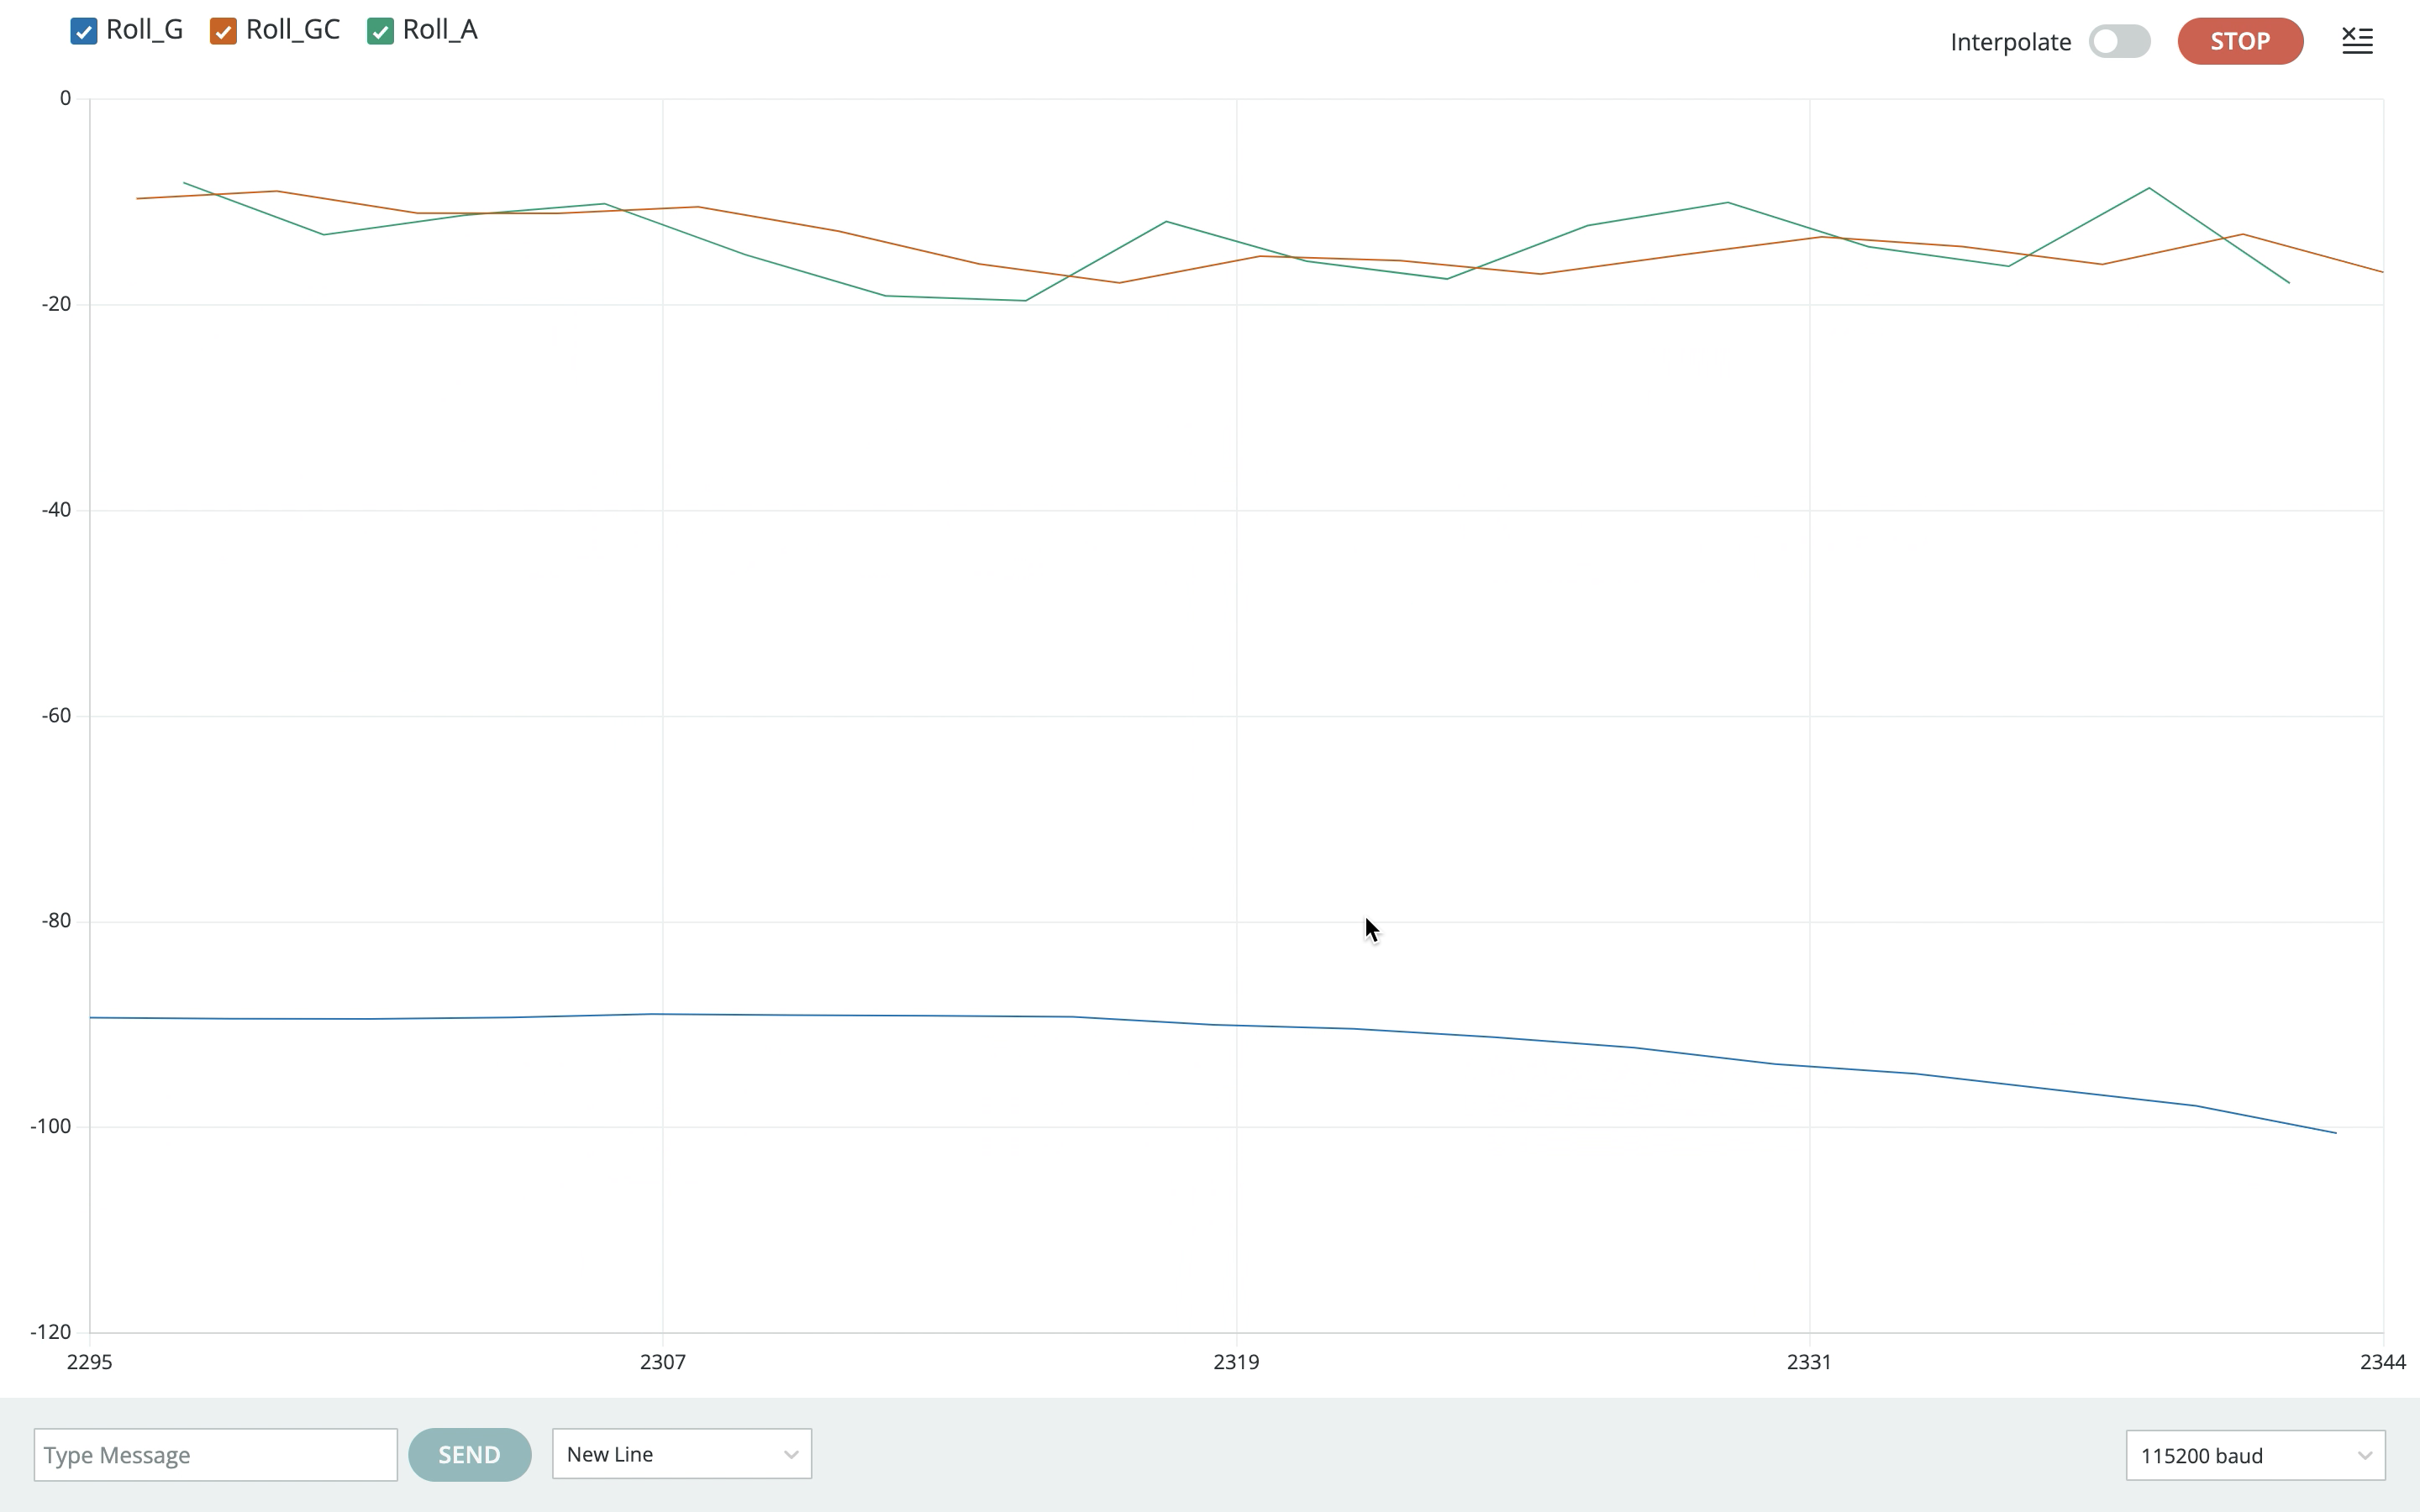 Roll_G Roll_GC Roll_A
Interpolate STOP
0
-20
-40
-60
-80
-100
-120
2295 2307 2319 2331 2344
Type Message SEND New Line 115200 baud